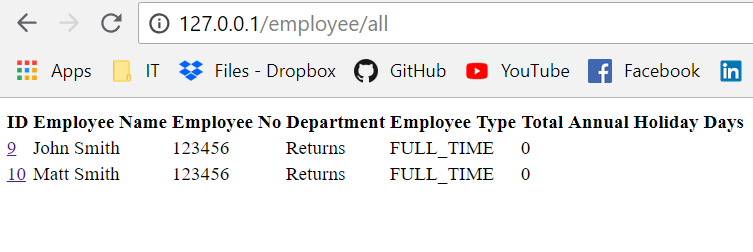 127.0.0.1/employee/all
Apps IT Files - Dropbox GitHub YouTube Facebook in
ID Employee Name Employee No Department Employee Type Total Annual Holiday Days
9 John Smith 123456 Returns FULL_TIME 0
10 Matt Smith 123456 Returns FULL_TIME 0